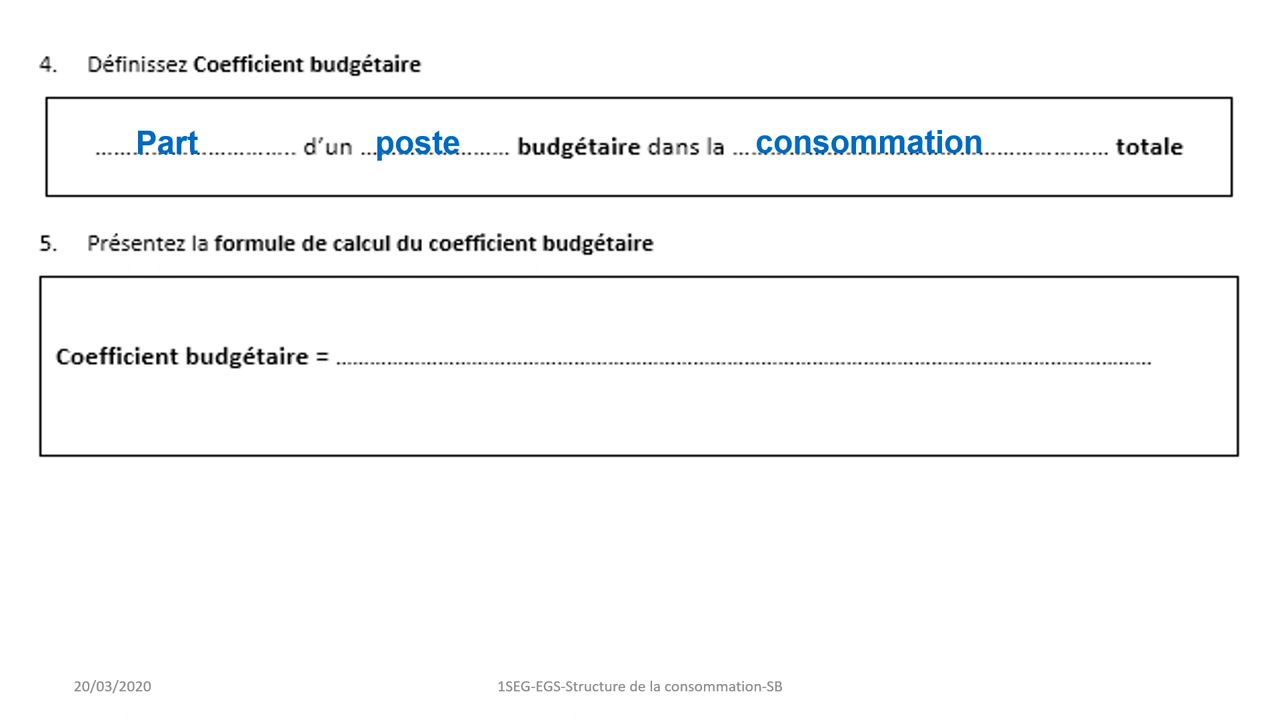 4. Définissez Coefficient budgétaire
......Part.................. d'un ...poste........ budgétaire dans la ...consommation.................... totale
5. Présentez la formule de calcul du coefficient budgétaire
Coefficient budgétaire = ........................................................................
20/03/2020 1SEG-EGS-Structure de la consommation-SB